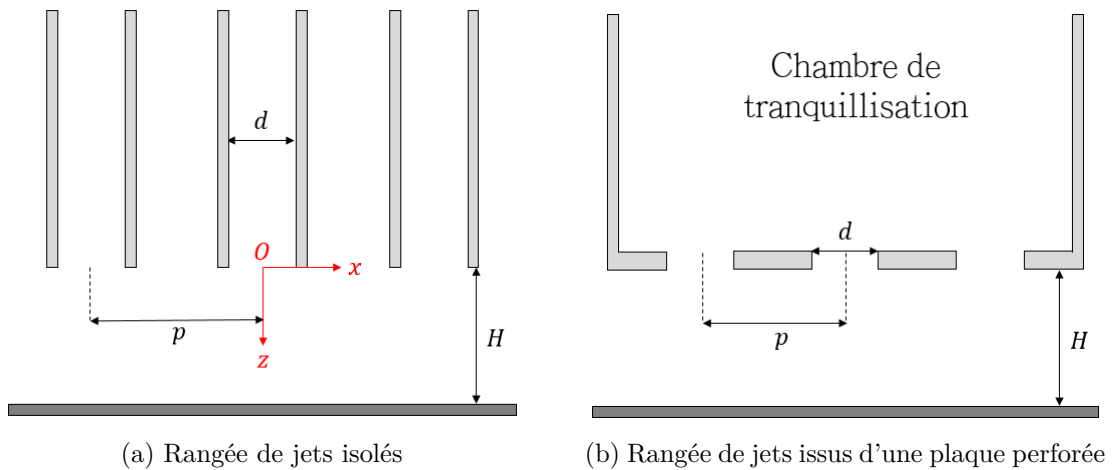 d
O
x
p
z
H
(a) Rangée de jets isolés
Chambre de
tranquillisation
d
p
H
(b) Rangée de jets issus d'une plaque perforée